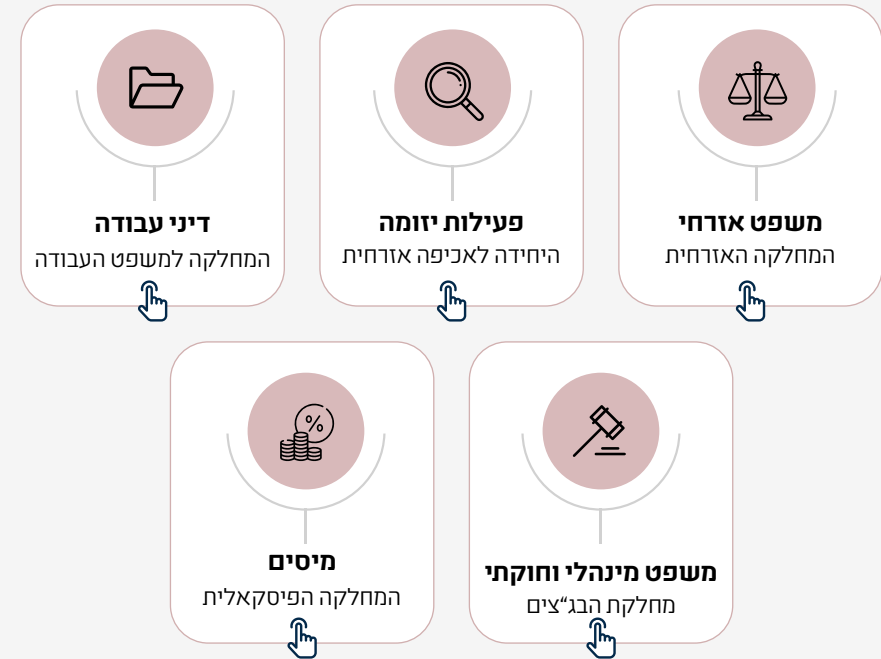 משפט אזרחי
המחלקה האזרחית
פעילות יזומה
היחידה לאכיפה אזרחית
דיני עבודה
המחלקה למשפט העבודה
משפט מינהלי וחוקתי
מחלקת הבג“צים
%
מיסים
המחלקה הפיסקאלית